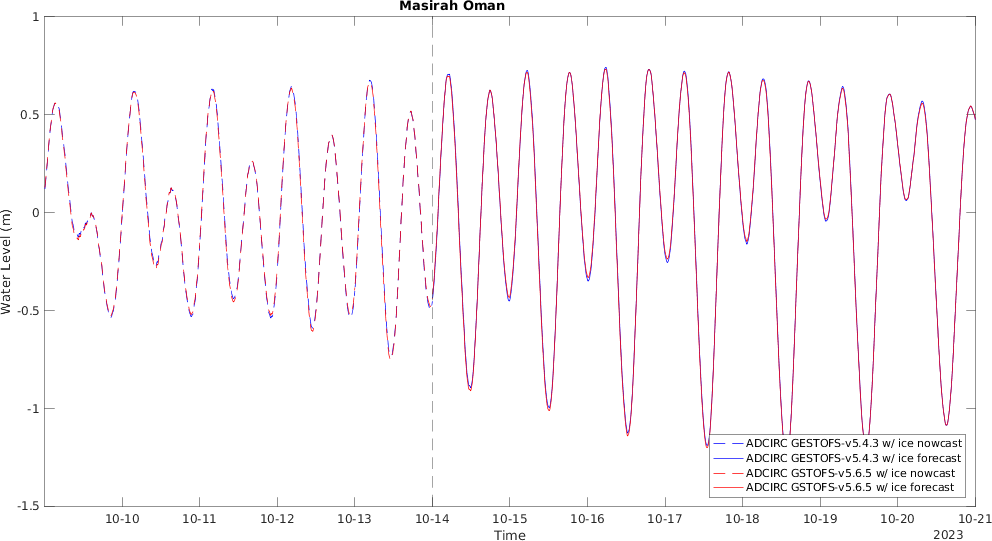 Masirah Oman
1
0.5
0
-0.5
-1
-1.5
Water Level (m)
ADCIRC GESTOFS-v5.4.3 w/ ice nowcast
ADCIRC GESTOFS-v5.4.3 w/ ice forecast
ADCIRC GSTOFS-v5.6.5 w/ ice nowcast
ADCIRC GSTOFS-v5.6.5 w/ ice forecast
10-10 10-11 10-12 10-13 10-14 10-15 10-16 10-17 10-18 10-19 10-20 10-21
Time
2023